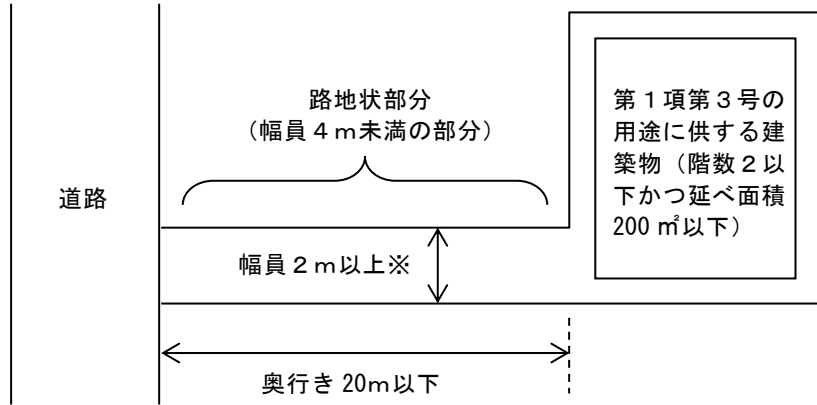 路地状部分
（幅員４ｍ未満の部分）
第１項第３号の
用途に供する建
築物（階数２以
下かつ延べ面積
200 ㎡以下）
道路
幅員２ｍ以上※
奥行き 20ｍ以下